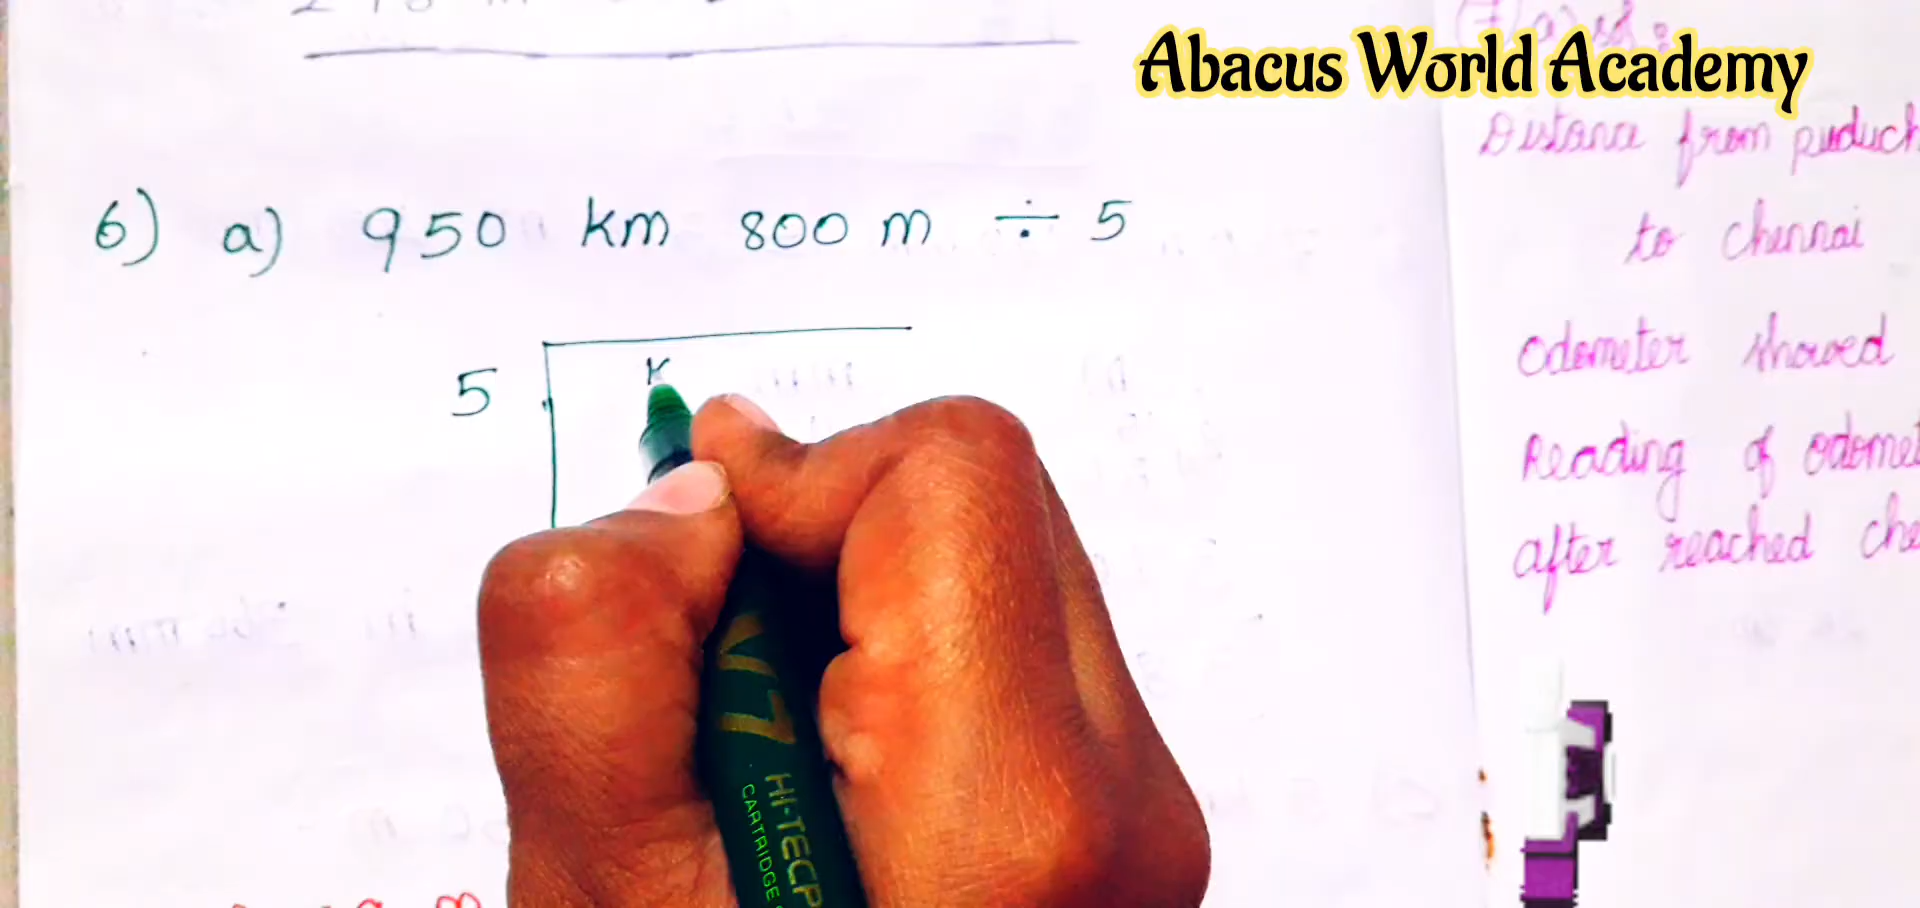 Abacus World Academy
6) a) 950 km 800 m ÷ 5
5
K
Distance from puduch
to chennai
Odometer showed
Reading of odomet
after reached che
V7
HI-TECP
CARTRIDGE